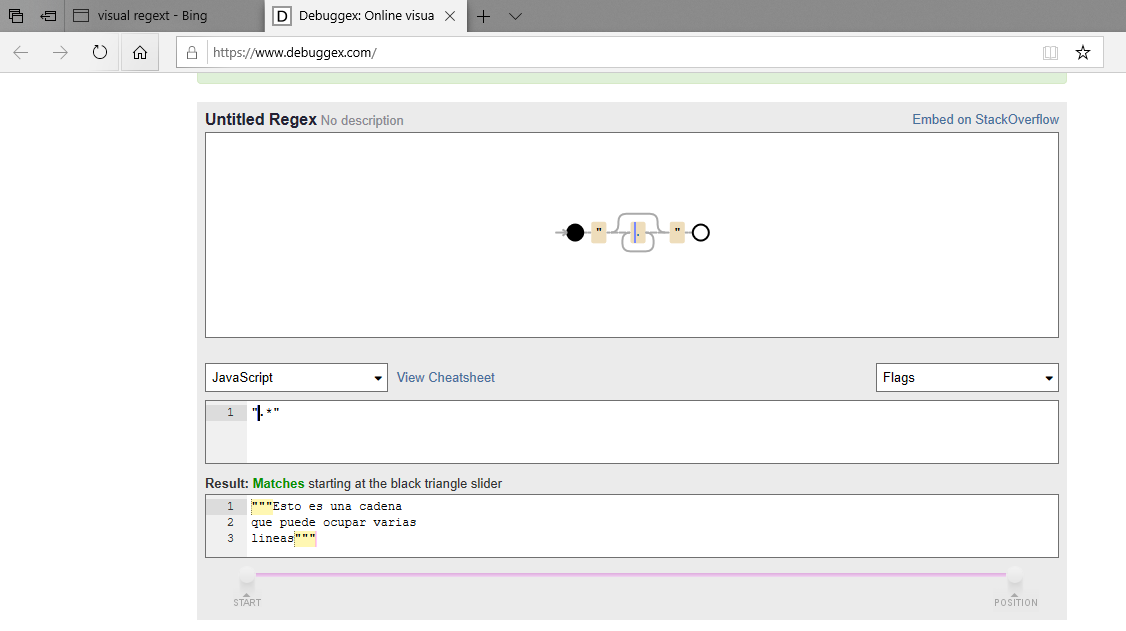 visual regext - Bing
D Debuggex: Online visua
https://www.debuggex.com/
Untitled Regex No description
Embed on StackOverflow
" . "
JavaScript
View Cheatsheet
Flags
1 ".*"
Result: Matches starting at the black triangle slider
1 """Esto es una cadena
2 que puede ocupar varias
3 lineas"""
START
POSITION